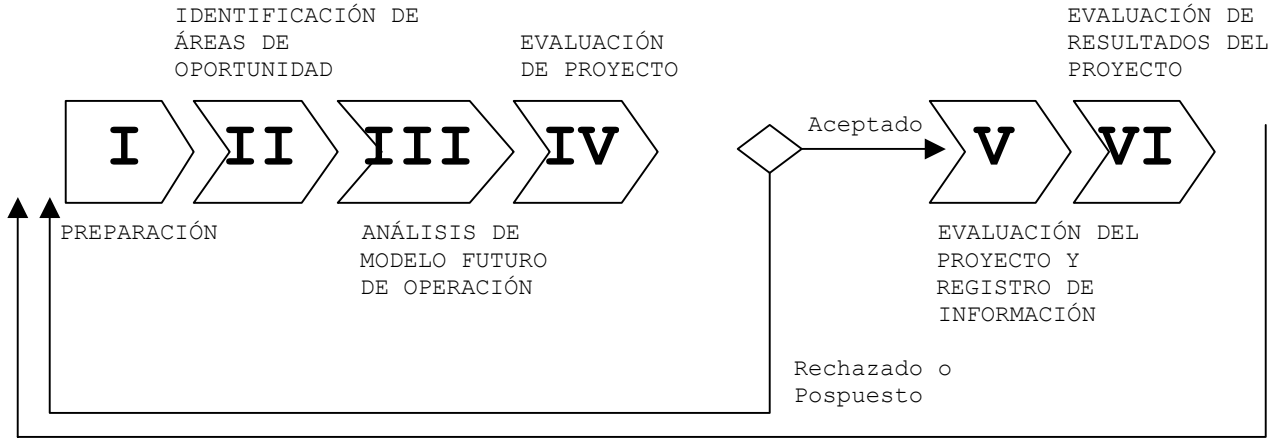 IDENTIFICACIÓN DE
ÁREAS DE
OPORTUNIDAD
EVALUACIÓN
DE PROYECTO
EVALUACIÓN DE
RESULTADOS DEL
PROYECTO
I
II
III
IV
Aceptado
V
VI
PREPARACIÓN
ANÁLISIS DE
MODELO FUTURO
DE OPERACIÓN
EVALUACIÓN DEL
PROYECTO Y
REGISTRO DE
INFORMACIÓN
Rechazado o
Pospuesto